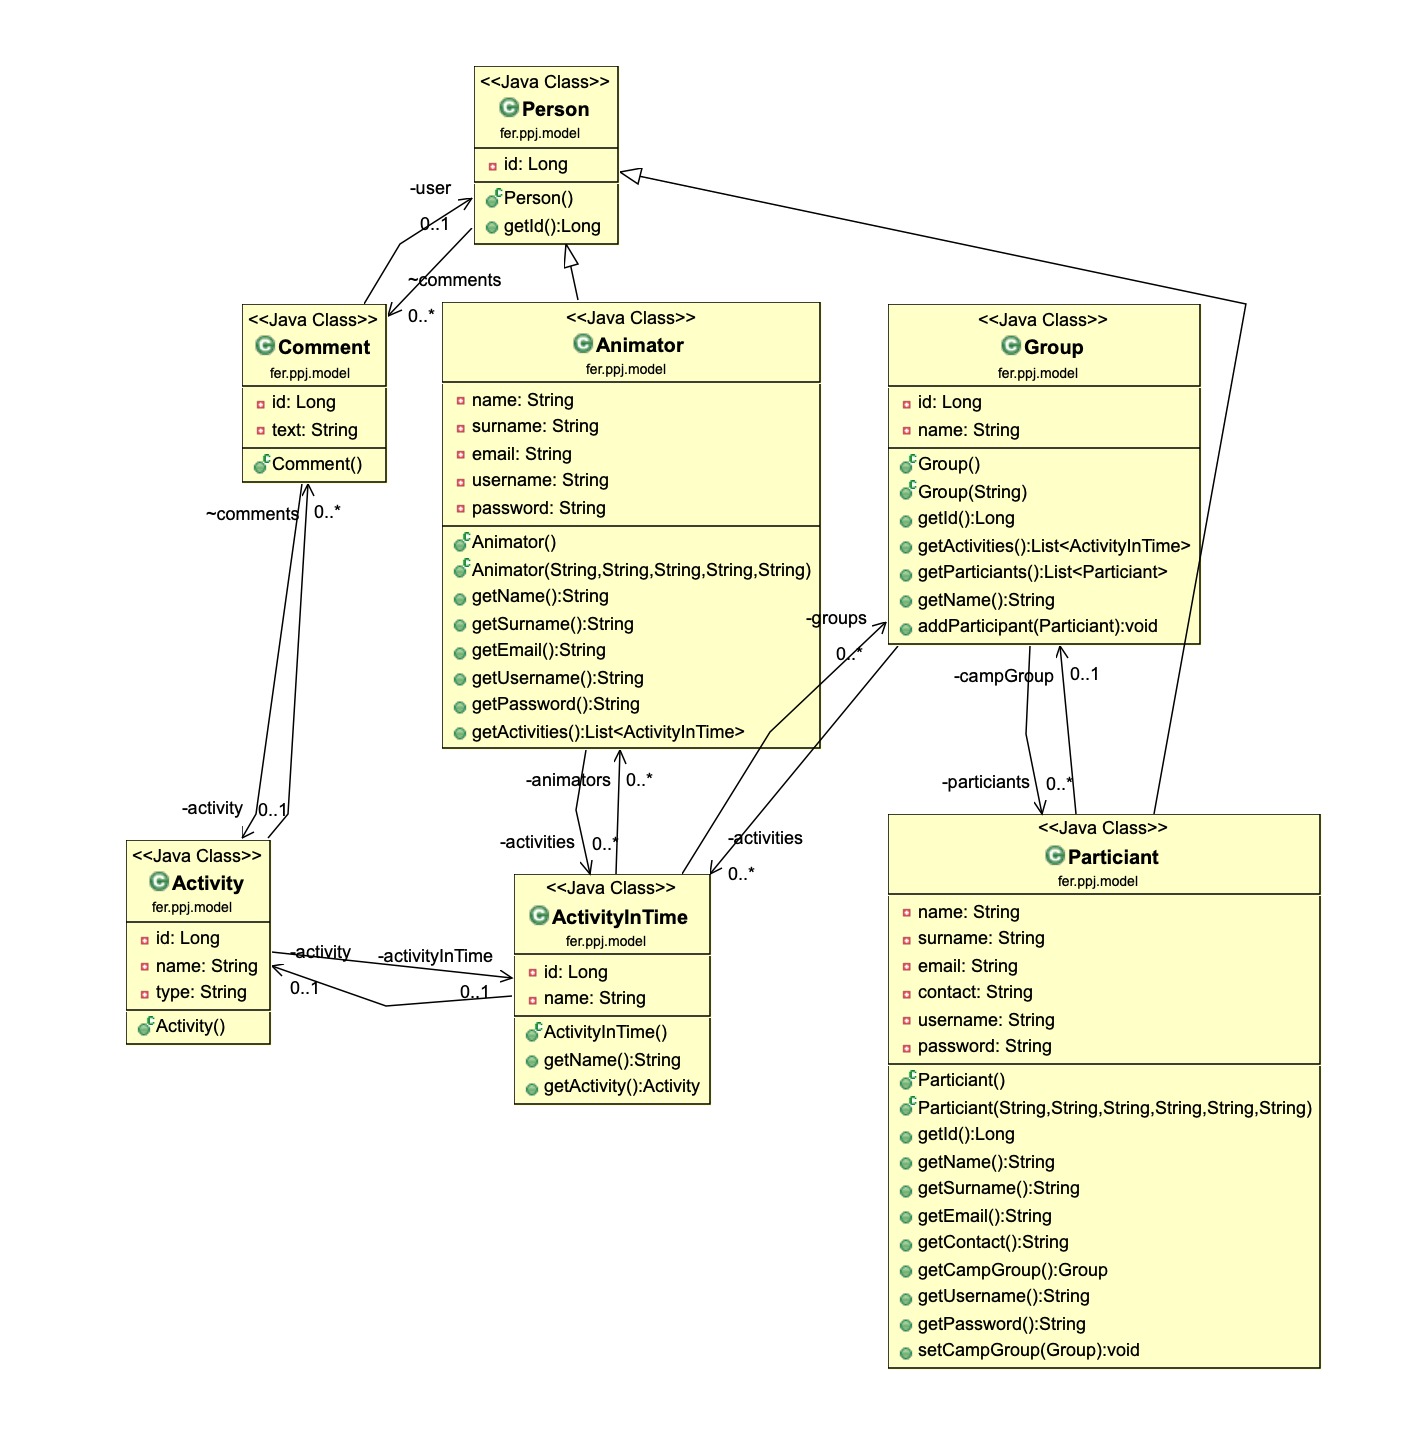 <<Java Class>>
Person
fer.ppj.model
id: Long
Person()
getId():Long
-user
0..1
~comments
0..*
<<Java Class>>
Comment
fer.ppj.model
id: Long
text: String
Comment()
~comments
0..*
<<Java Class>>
Animator
fer.ppj.model
name: String
surname: String
email: String
username: String
password: String
Animator()
Animator(String,String,String,String,String)
getName():String
getSurname():String
getEmail():String
getUsername():String
getPassword():String
getActivities():List<ActivityInTime>
<<Java Class>>
Group
fer.ppj.model
id: Long
name: String
Group()
Group(String)
getId():Long
getActivities():List<ActivityInTime>
getParticiants():List<Particiant>
getName():String
addParticipant(Particiant):void
-groups
0..*
-campGroup
0..1
-particiants
0..*
-animators
0..*
-activities
0..*
-activities
0..*
-activity
0..1
<<Java Class>>
Activity
fer.ppj.model
id: Long
name: String
type: String
Activity()
-activity
0..1
-activityInTime
0..1
<<Java Class>>
ActivityInTime
fer.ppj.model
id: Long
name: String
ActivityInTime()
getName():String
getActivity():Activity
<<Java Class>>
Particiant
fer.ppj.model
name: String
surname: String
email: String
contact: String
username: String
password: String
Particiant()
Particiant(String,String,String,String,String,String)
getId():Long
getName():String
getSurname():String
getEmail():String
getContact():String
getCampGroup():Group
getUsername():String
getPassword():String
setCampGroup(Group):void